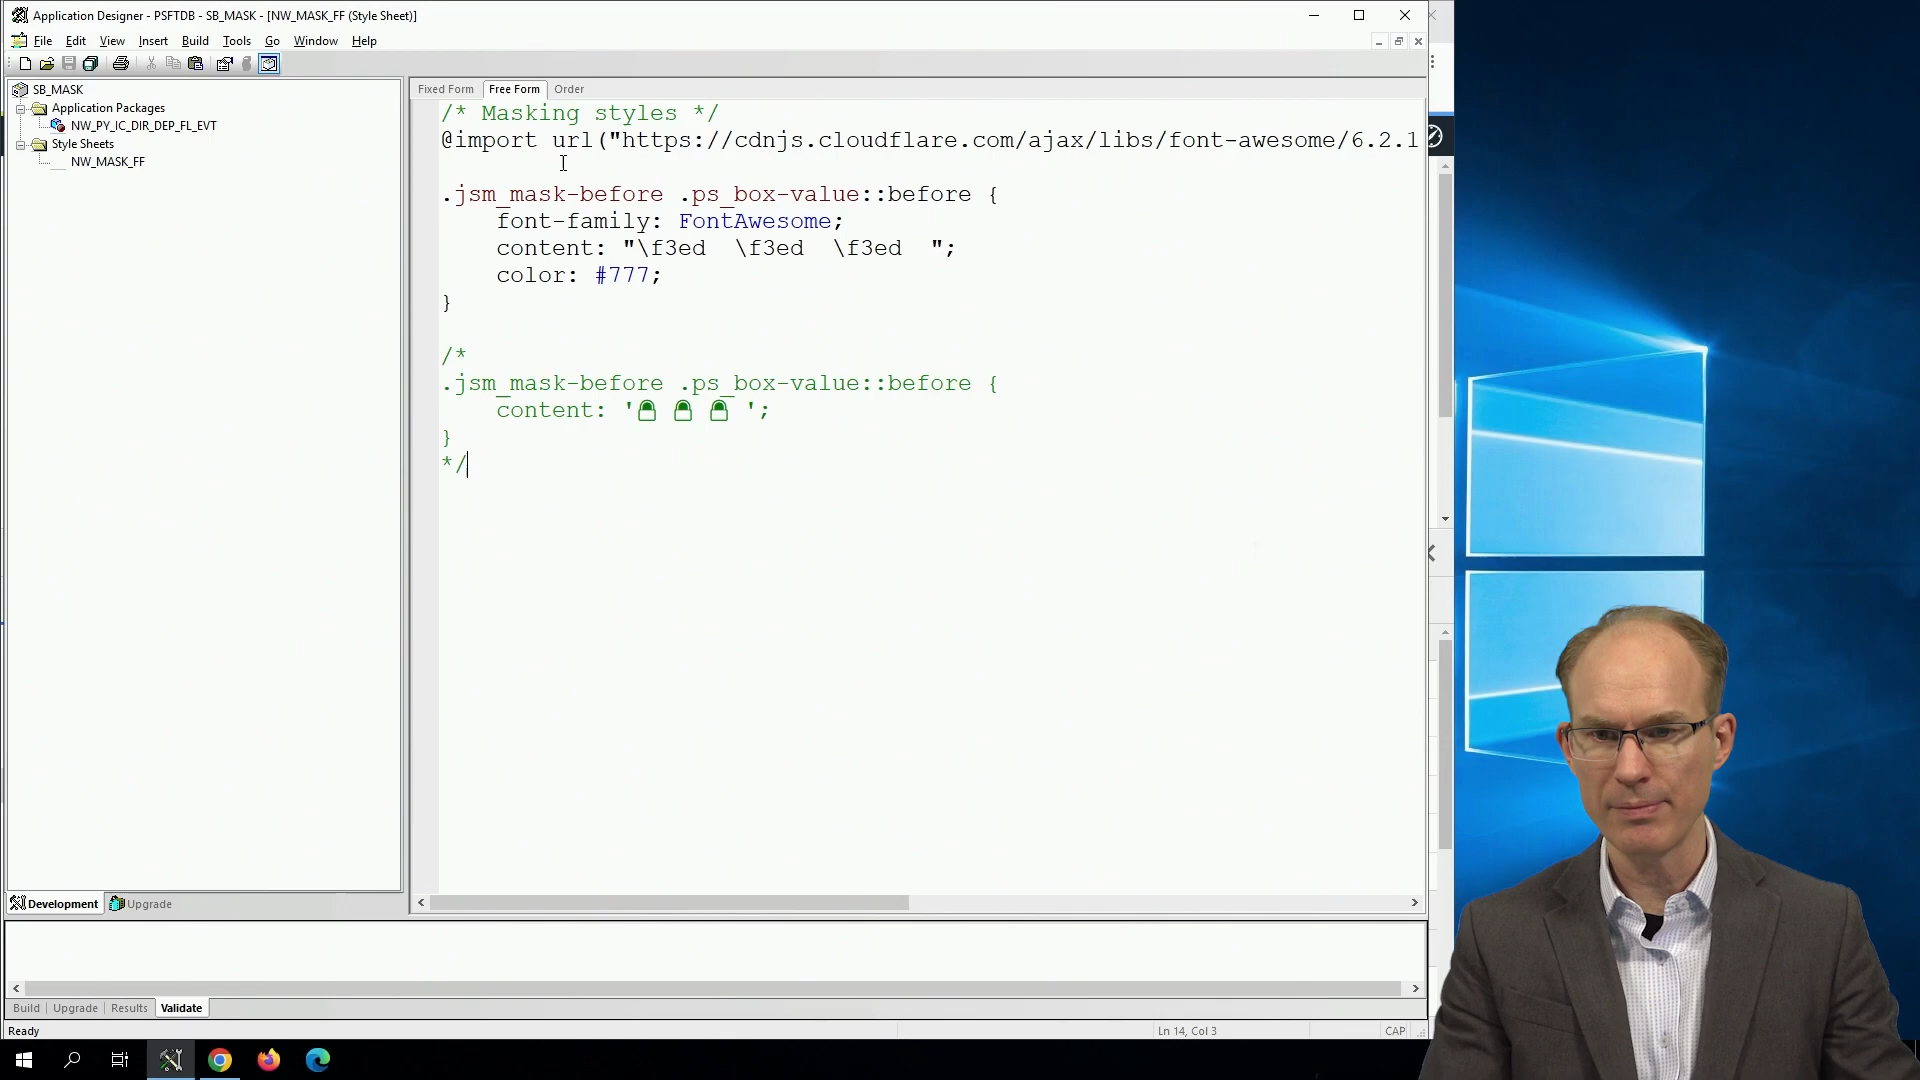 Application Designer - PSFTDB - SB_MASK - [NW_MASK_FF (Style Sheet)]
File Edit View Insert Build Tools Go Window Help
SB_MASK
Application Packages
NW_PY_IC_DIR_DEP_FL_EVT
Style Sheets
NW_MASK_FF
Fixed Form Free Form Order
/* Masking styles */
@import url("https://cdnjs.cloudflare.com/ajax/libs/font-awesome/6.2.1
.jsm_mask-before .ps_box-value::before {
font-family: FontAwesome;
content: "\f3ed \f3ed \f3ed ";
color: #777;
}
/*
.jsm_mask-before .ps_box-value::before {
content: '🔒 🔒 🔒 ';
}
*/
Development Upgrade
Build Upgrade Results Validate
Ready Ln 14, Col 3 CAP